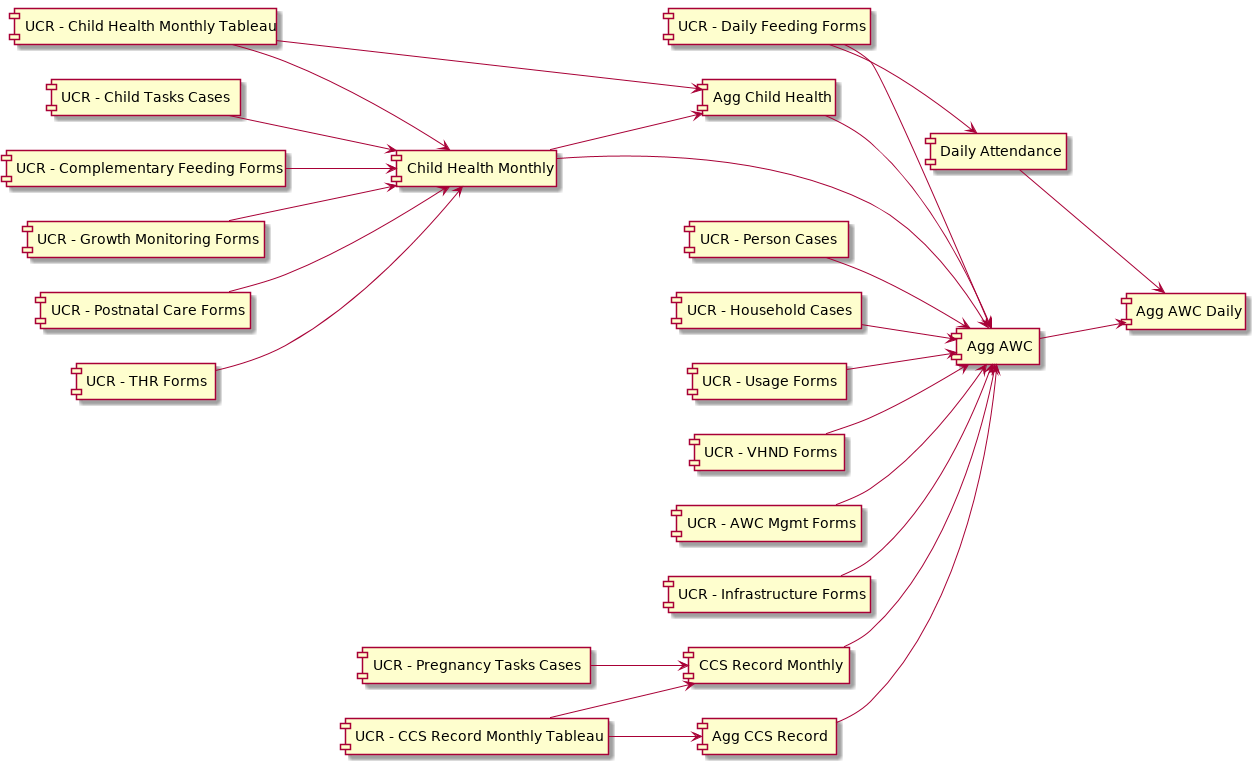 UCR - Child Health Monthly Tableau
UCR - Daily Feeding Forms
UCR - Child Tasks Cases
Agg Child Health
Daily Attendance
UCR - Complementary Feeding Forms
Child Health Monthly
UCR - Growth Monitoring Forms
UCR - Person Cases
UCR - Postnatal Care Forms
UCR - Household Cases
Agg AWC Daily
Agg AWC
UCR - THR Forms
UCR - Usage Forms
UCR - VHND Forms
UCR - AWC Mgmt Forms
UCR - Infrastructure Forms
UCR - Pregnancy Tasks Cases
CCS Record Monthly
UCR - CCS Record Monthly Tableau
Agg CCS Record